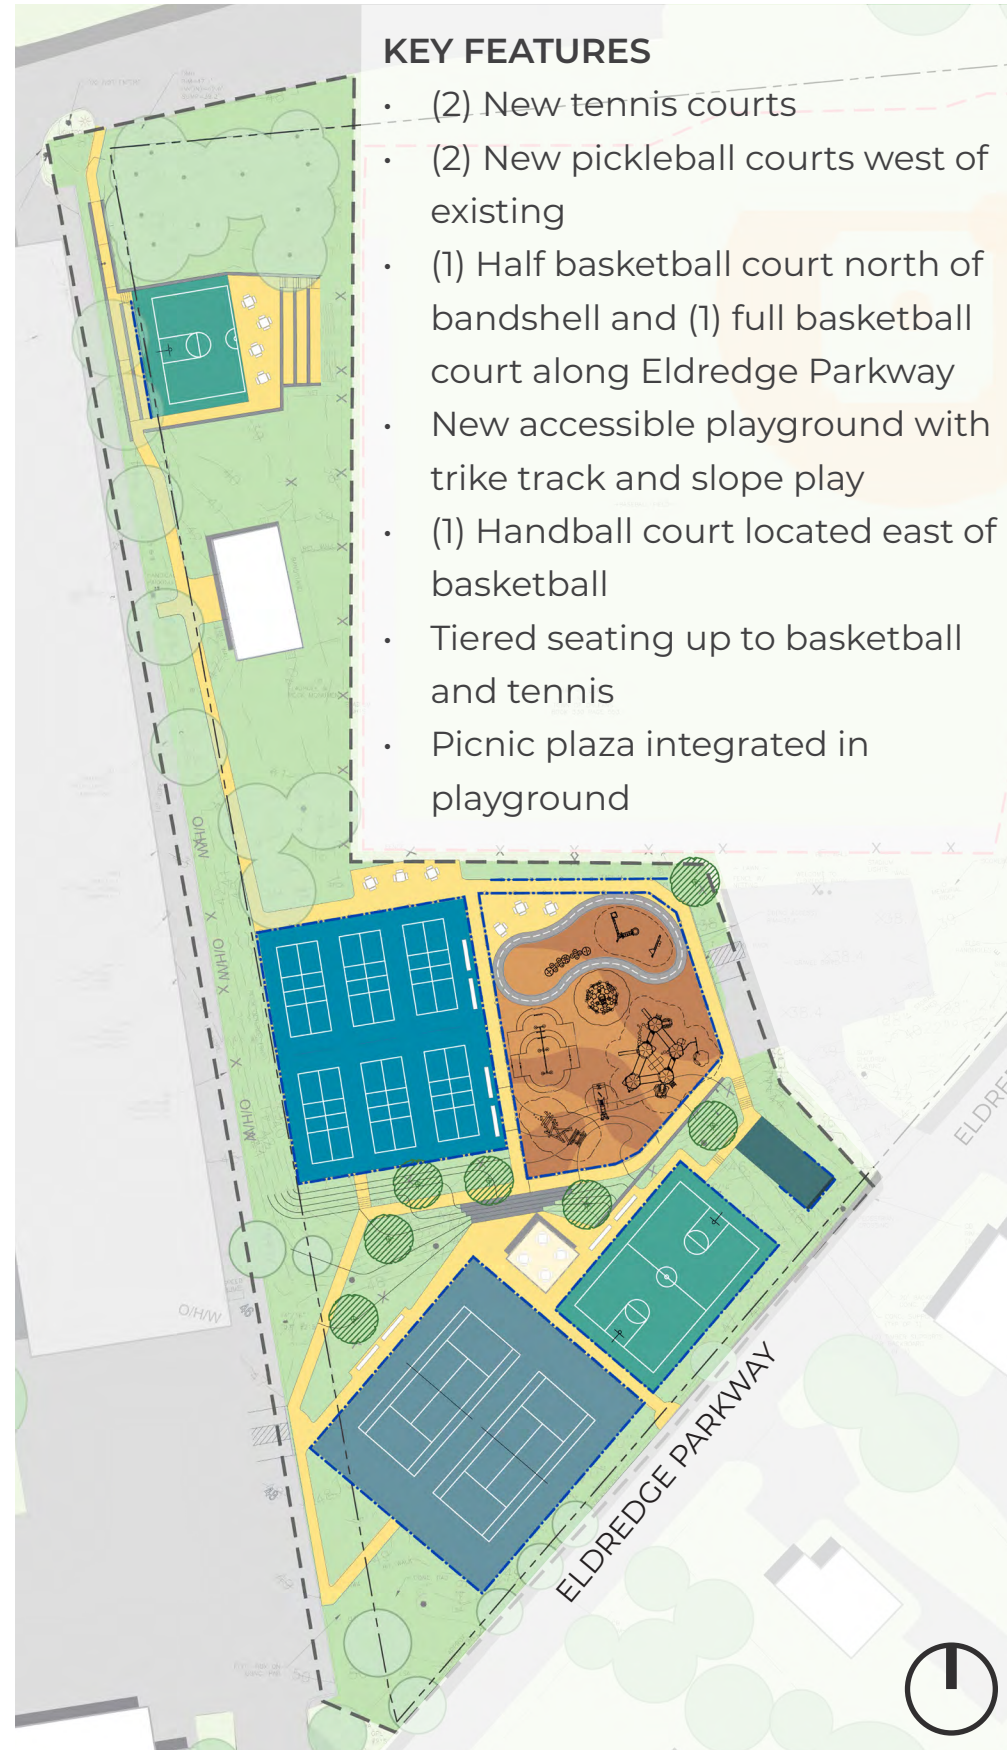 KEY FEATURES
• (2) New tennis courts
• (2) New pickleball courts west of
existing
• (1) Half basketball court north of
bandshell and (1) full basketball
court along Eldredge Parkway
• New accessible playground with
trike track and slope play
• (1) Handball court located east of
basketball
• Tiered seating up to basketball
and tennis
• Picnic plaza integrated in
playground
O/H/W
O/H/W
O/H/W
O/H/W
ELDREDGE PARKWAY